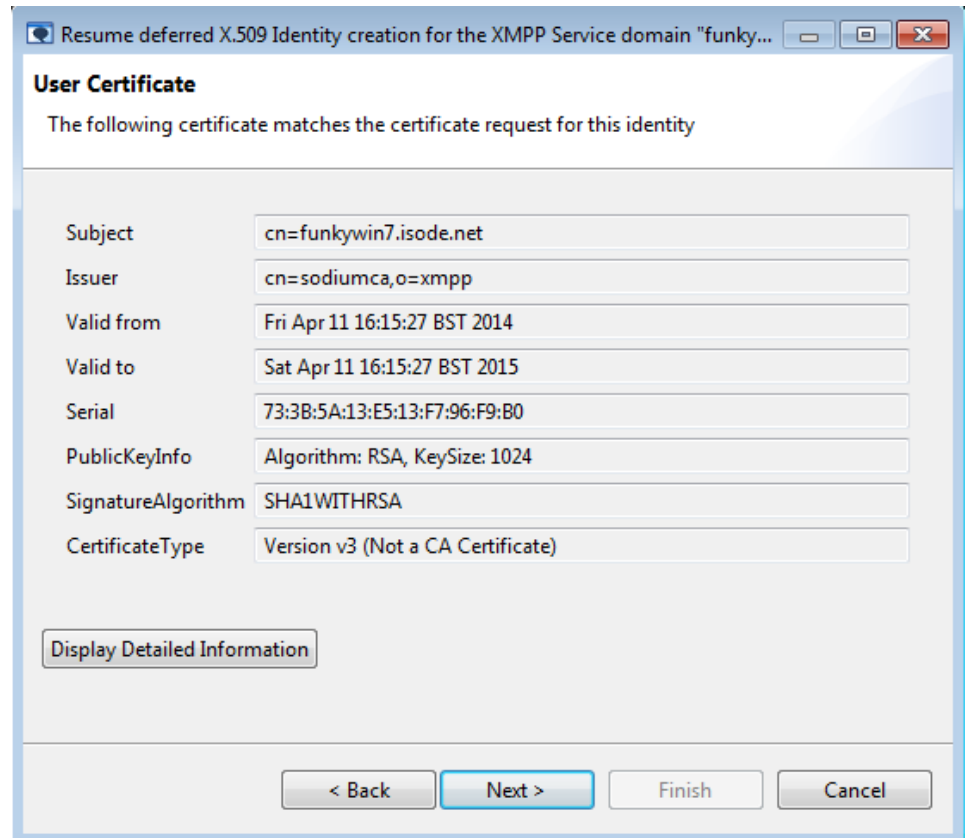 Resume deferred X.509 Identity creation for the XMPP Service domain "funky...
User Certificate
The following certificate matches the certificate request for this identity
Subject cn=funkywin7.isode.net
Issuer cn=sodiumca,o=xmpp
Valid from Fri Apr 11 16:15:27 BST 2014
Valid to Sat Apr 11 16:15:27 BST 2015
Serial 73:3B:5A:13:E5:13:F7:96:F9:B0
PublicKeyInfo Algorithm: RSA, KeySize: 1024
SignatureAlgorithm SHA1WITHRSA
CertificateType Version v3 (Not a CA Certificate)
Display Detailed Information
< Back Next > Finish Cancel